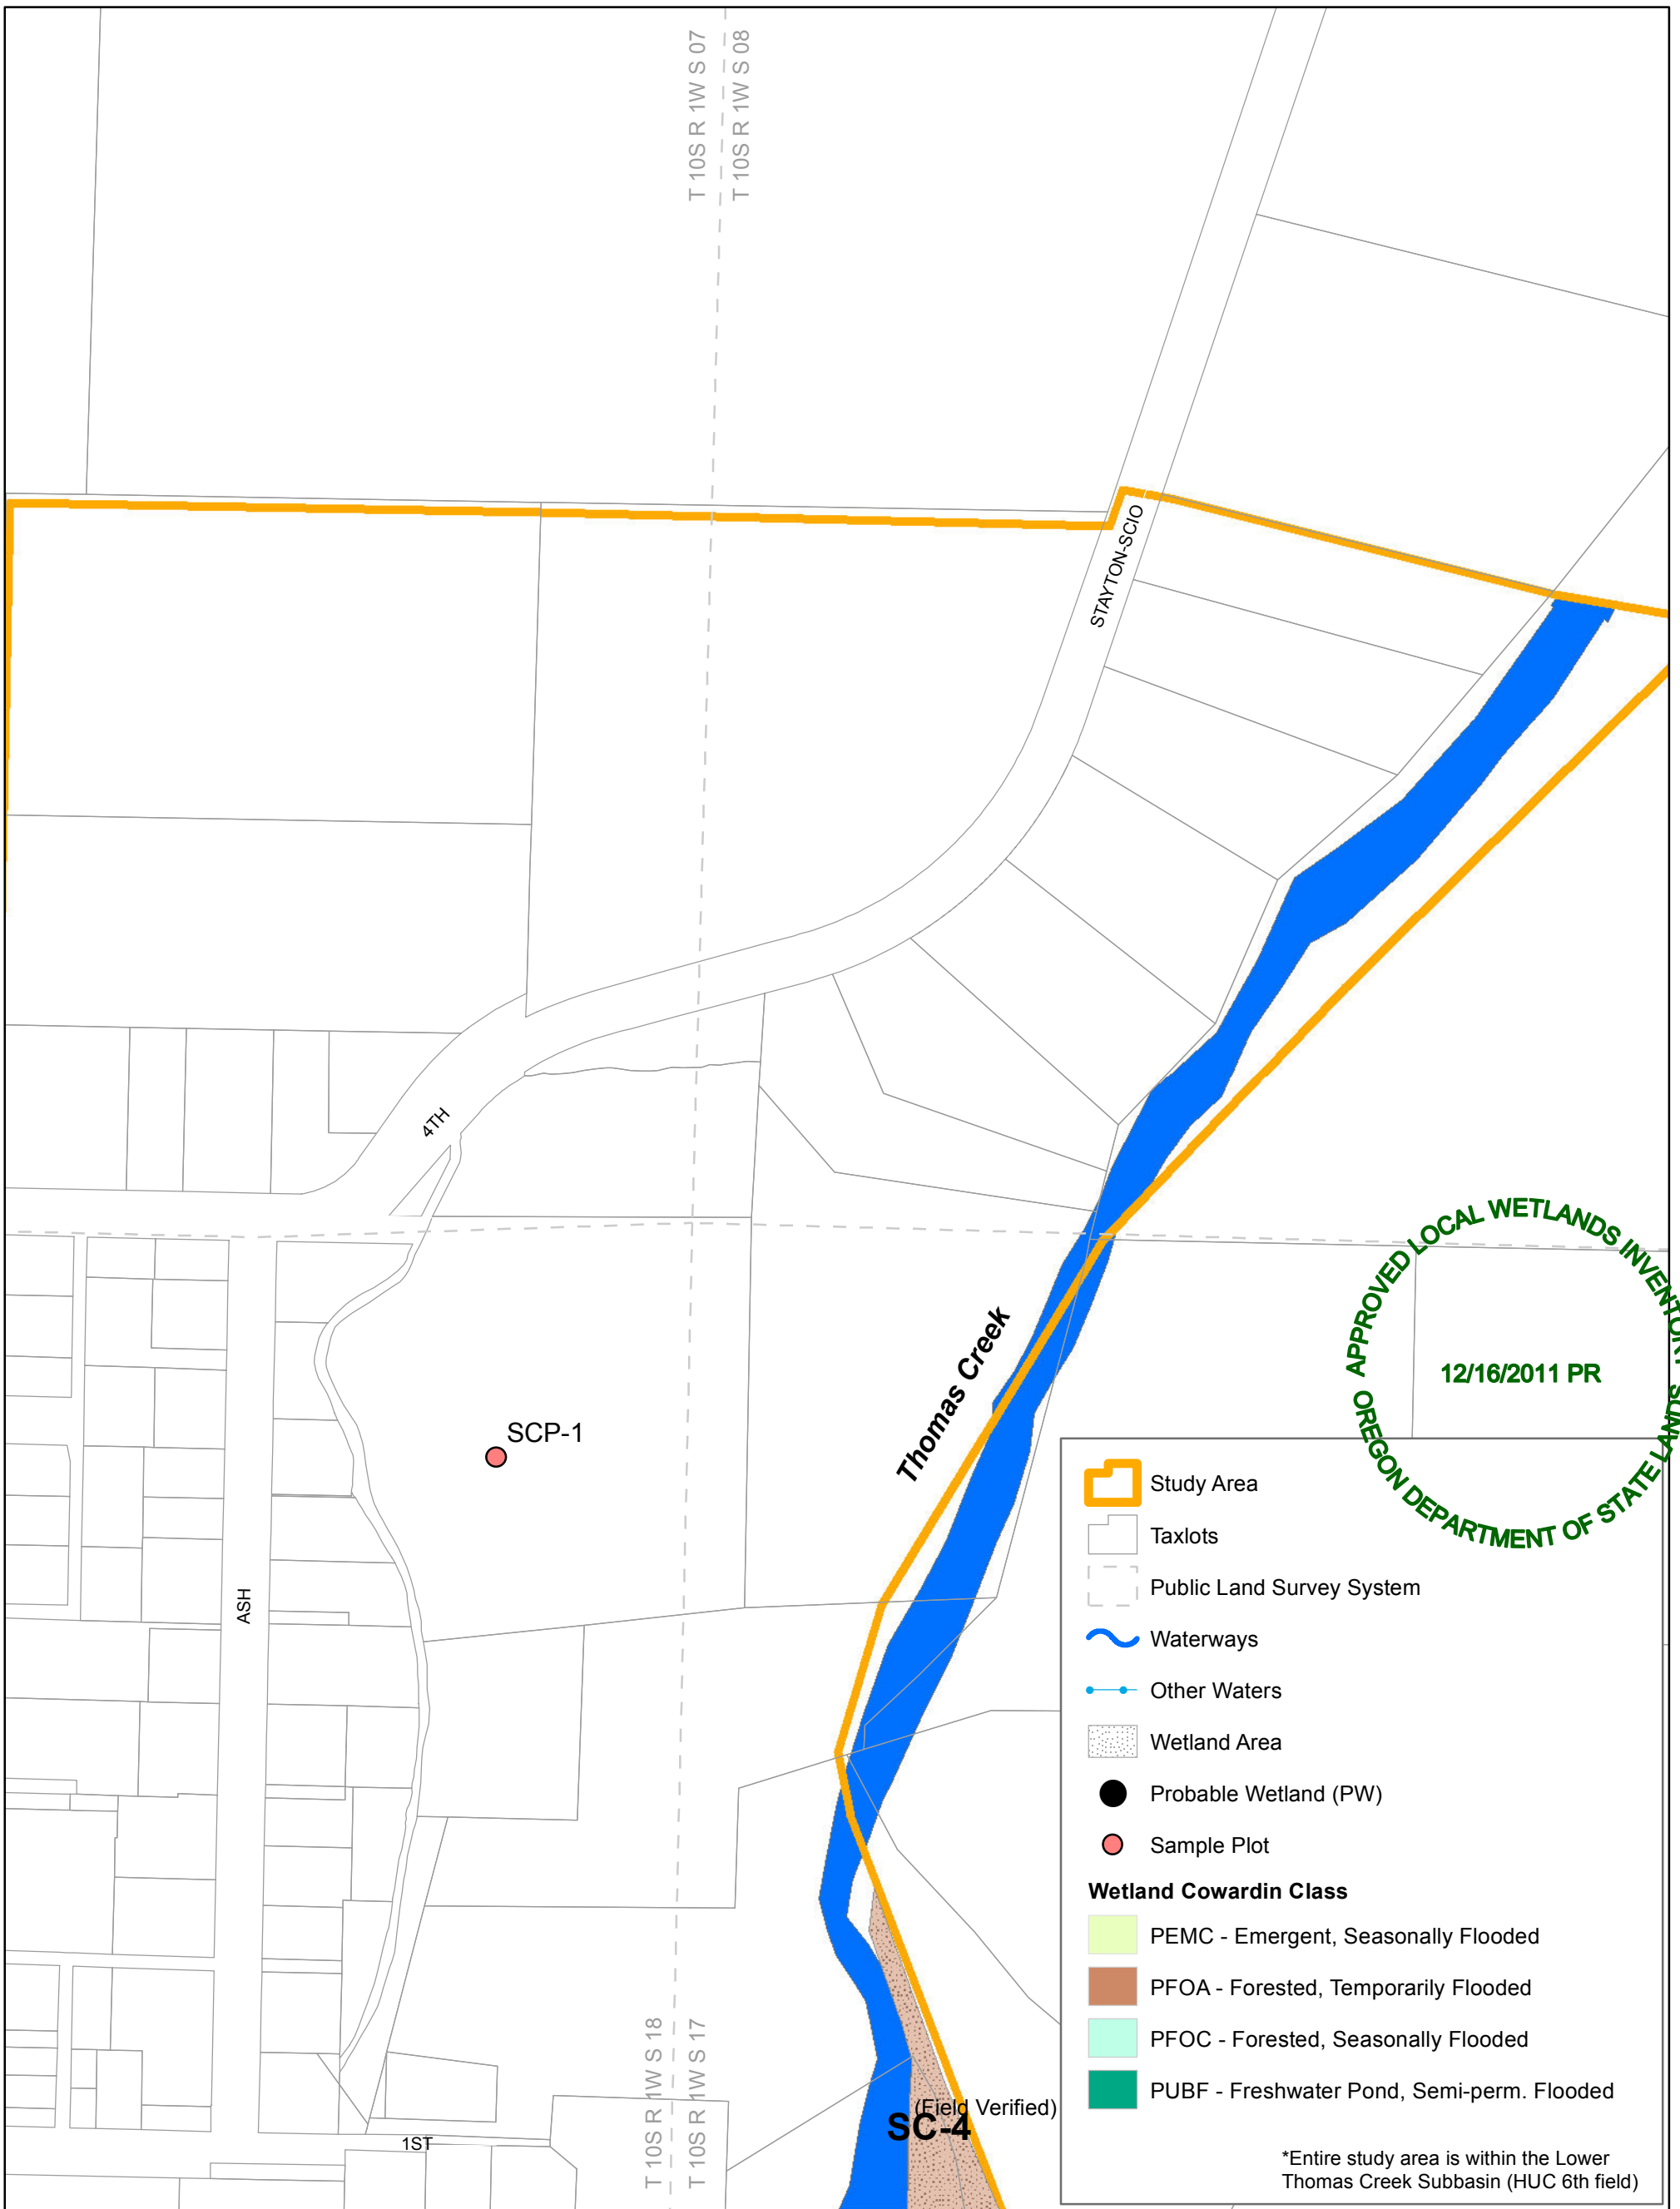 T 10S R 1W S 07
T 10S R 1W S 08
STAYTON-SCIO
4TH
APPROVED LOCAL WETLANDS INVENTORY
12/16/2011 PR
OREGON DEPARTMENT OF STATE LANDS
Thomas Creek
SCP-1
ASH
Study Area
Taxlots
Public Land Survey System
Waterways
Other Waters
Wetland Area
Probable Wetland (PW)
Sample Plot
Wetland Cowardin Class
PEMC - Emergent, Seasonally Flooded
PFOA - Forested, Temporarily Flooded
PFOC - Forested, Seasonally Flooded
PUBF - Freshwater Pond, Semi-perm. Flooded
*Entire study area is within the Lower
Thomas Creek Subbasin (HUC 6th field)
T 10S R 1W S 18
T 10S R 1W S 17
(Field Verified)
SC-4
1ST